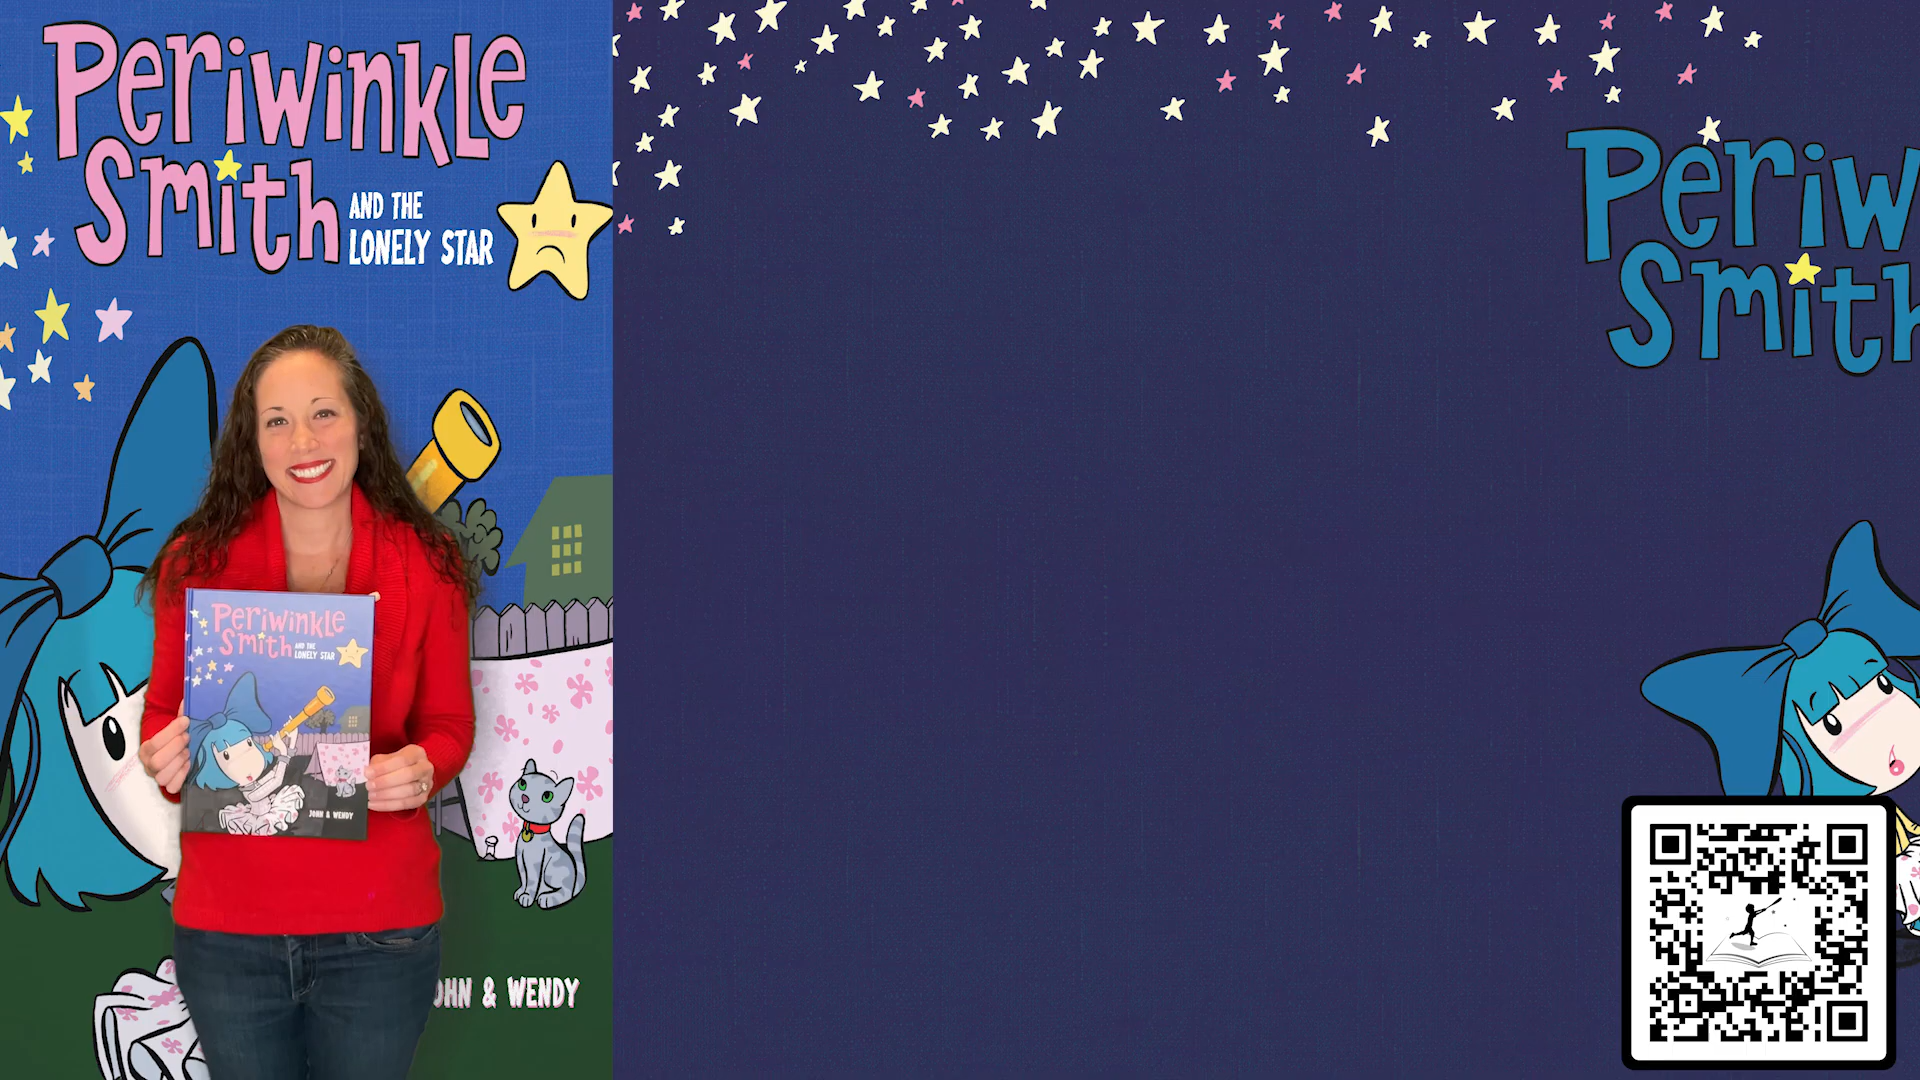 Periwinkle
Smith
AND THE
LONELY STAR
Periwinkle
Smith
AND THE
LONELY STAR
JOHN & WENDY
OHN & WENDY
Periw
Smith